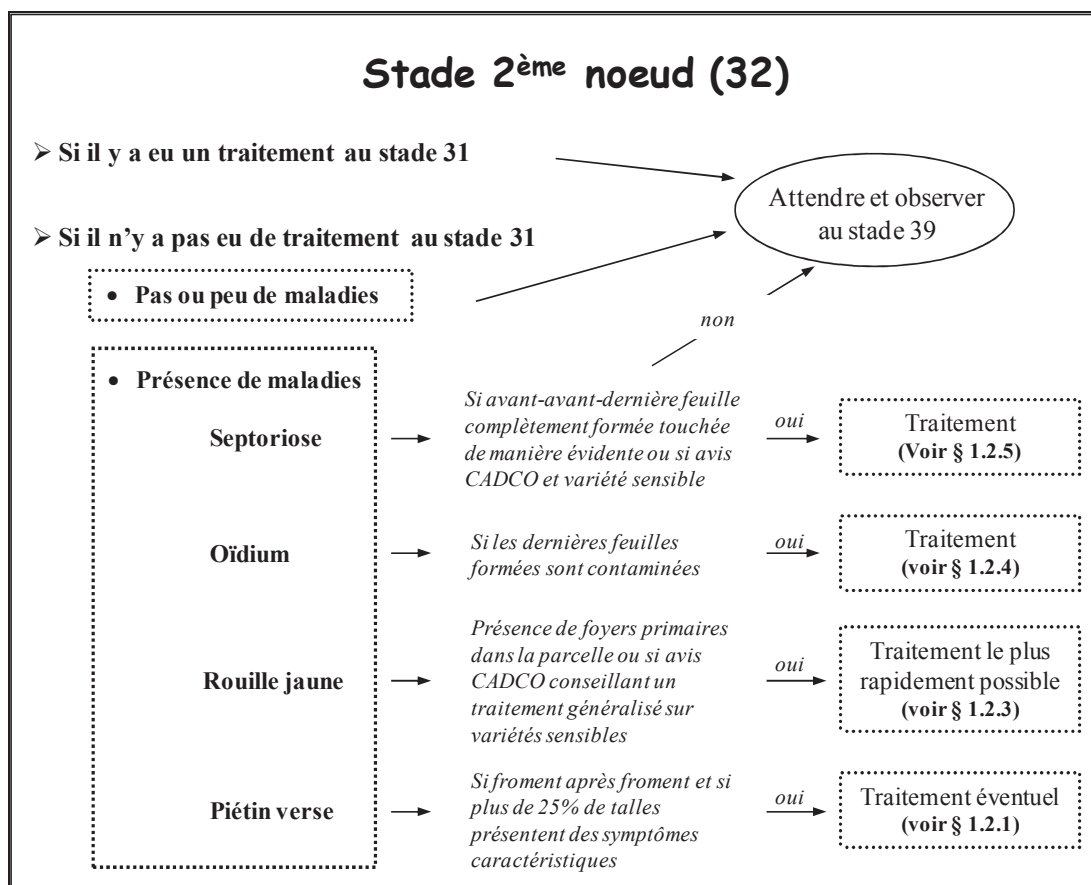 Stade 2ème noeud (32)
➢ Si il y a eu un traitement au stade 31
Attendre et observer
au stade 39
➢ Si il n'y a pas eu de traitement au stade 31
• Pas ou peu de maladies
non
• Présence de maladies
Septoriose
Si avant-avant-dernière feuille
complètement formée touchée
de manière évidente ou si avis
CADCO et variété sensible
oui
Traitement
(Voir § 1.2.5)
Oïdium
Si les dernières feuilles
formées sont contaminées
oui
Traitement
(voir § 1.2.4)
Rouille jaune
Présence de foyers primaires
dans la parcelle ou si avis
CADCO conseillant un
traitement généralisé sur
variétés sensibles
oui
Traitement le plus
rapidement possible
(voir § 1.2.3)
Piétin verse
Si froment après froment et si
plus de 25% de talles
présentent des symptômes
caractéristiques
oui
Traitement éventuel
(voir § 1.2.1)